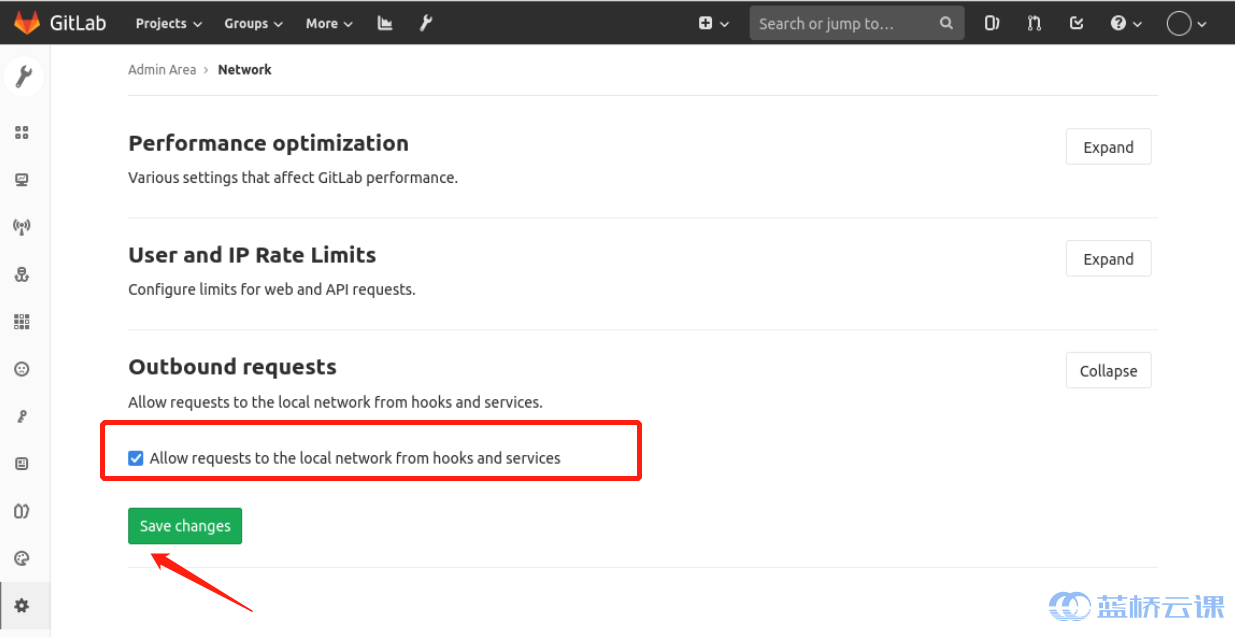 GitLab Projects Groups More Search or jump to...
Admin Area › Network
Performance optimization
Expand
Various settings that affect GitLab performance.
User and IP Rate Limits
Expand
Configure limits for web and API requests.
Outbound requests
Collapse
Allow requests to the local network from hooks and services.
Allow requests to the local network from hooks and services
Save changes
蓝桥云课